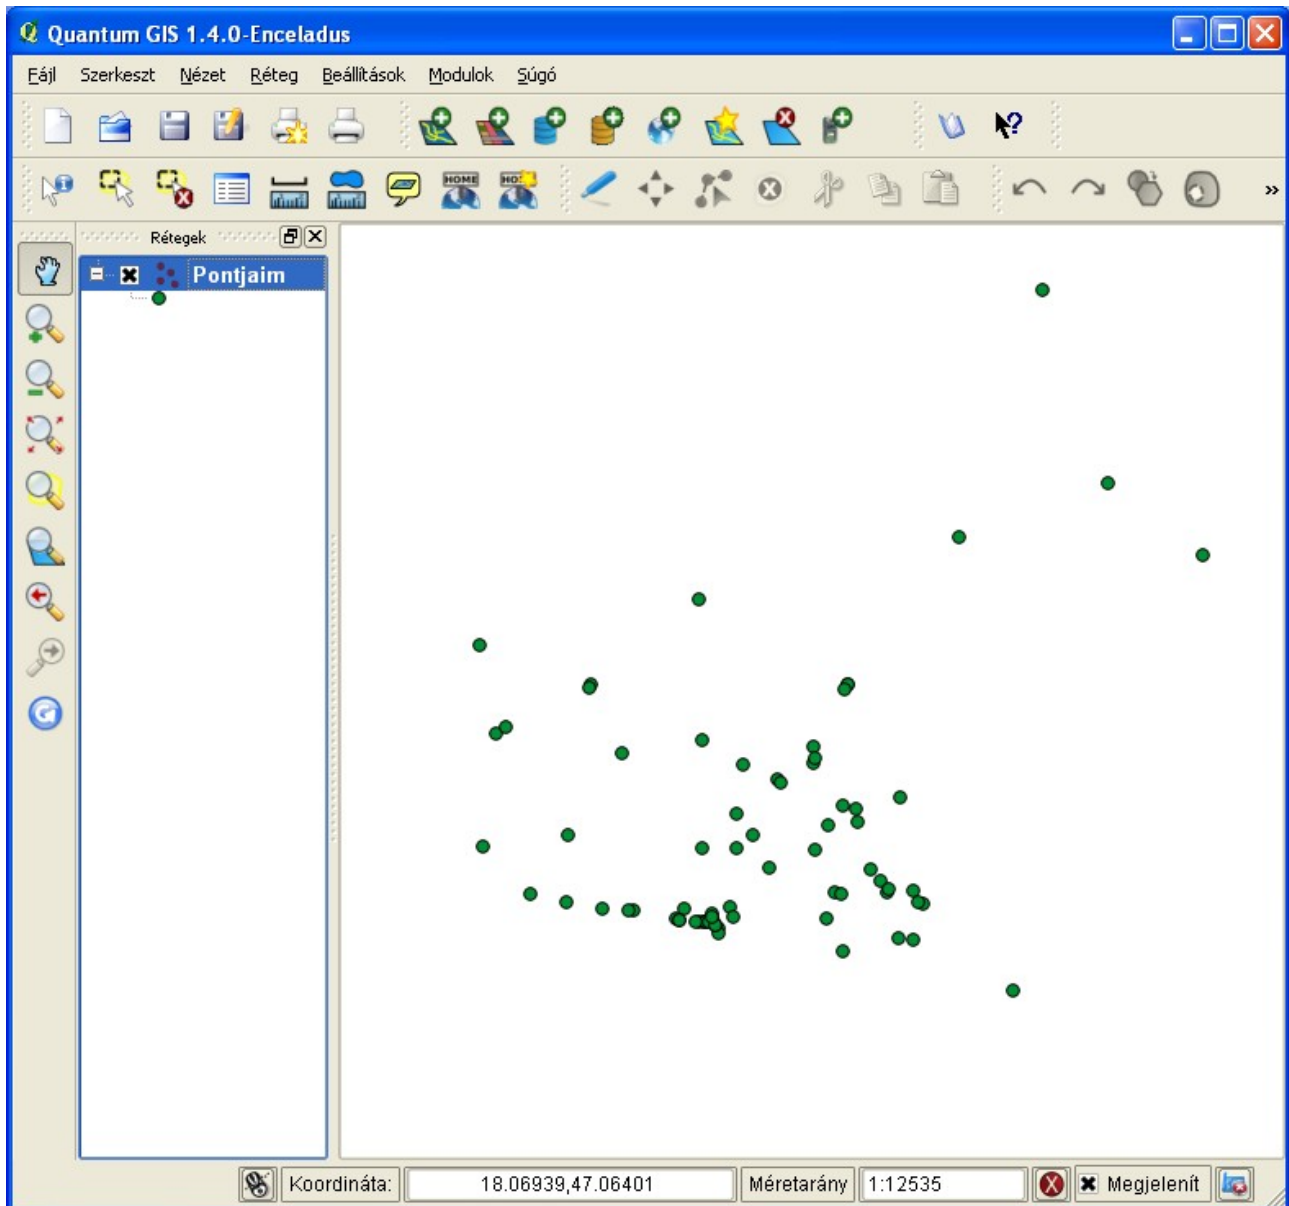 Quantum GIS 1.4.0-Enceladus
Fájl Szerkeszt Nézet Réteg Beállítások Modulok Súgó
HOME
Rétegek
Pontjaim
Koordináta: 18.06939,47.06401 Méretarány 1:12535 Megjelenít